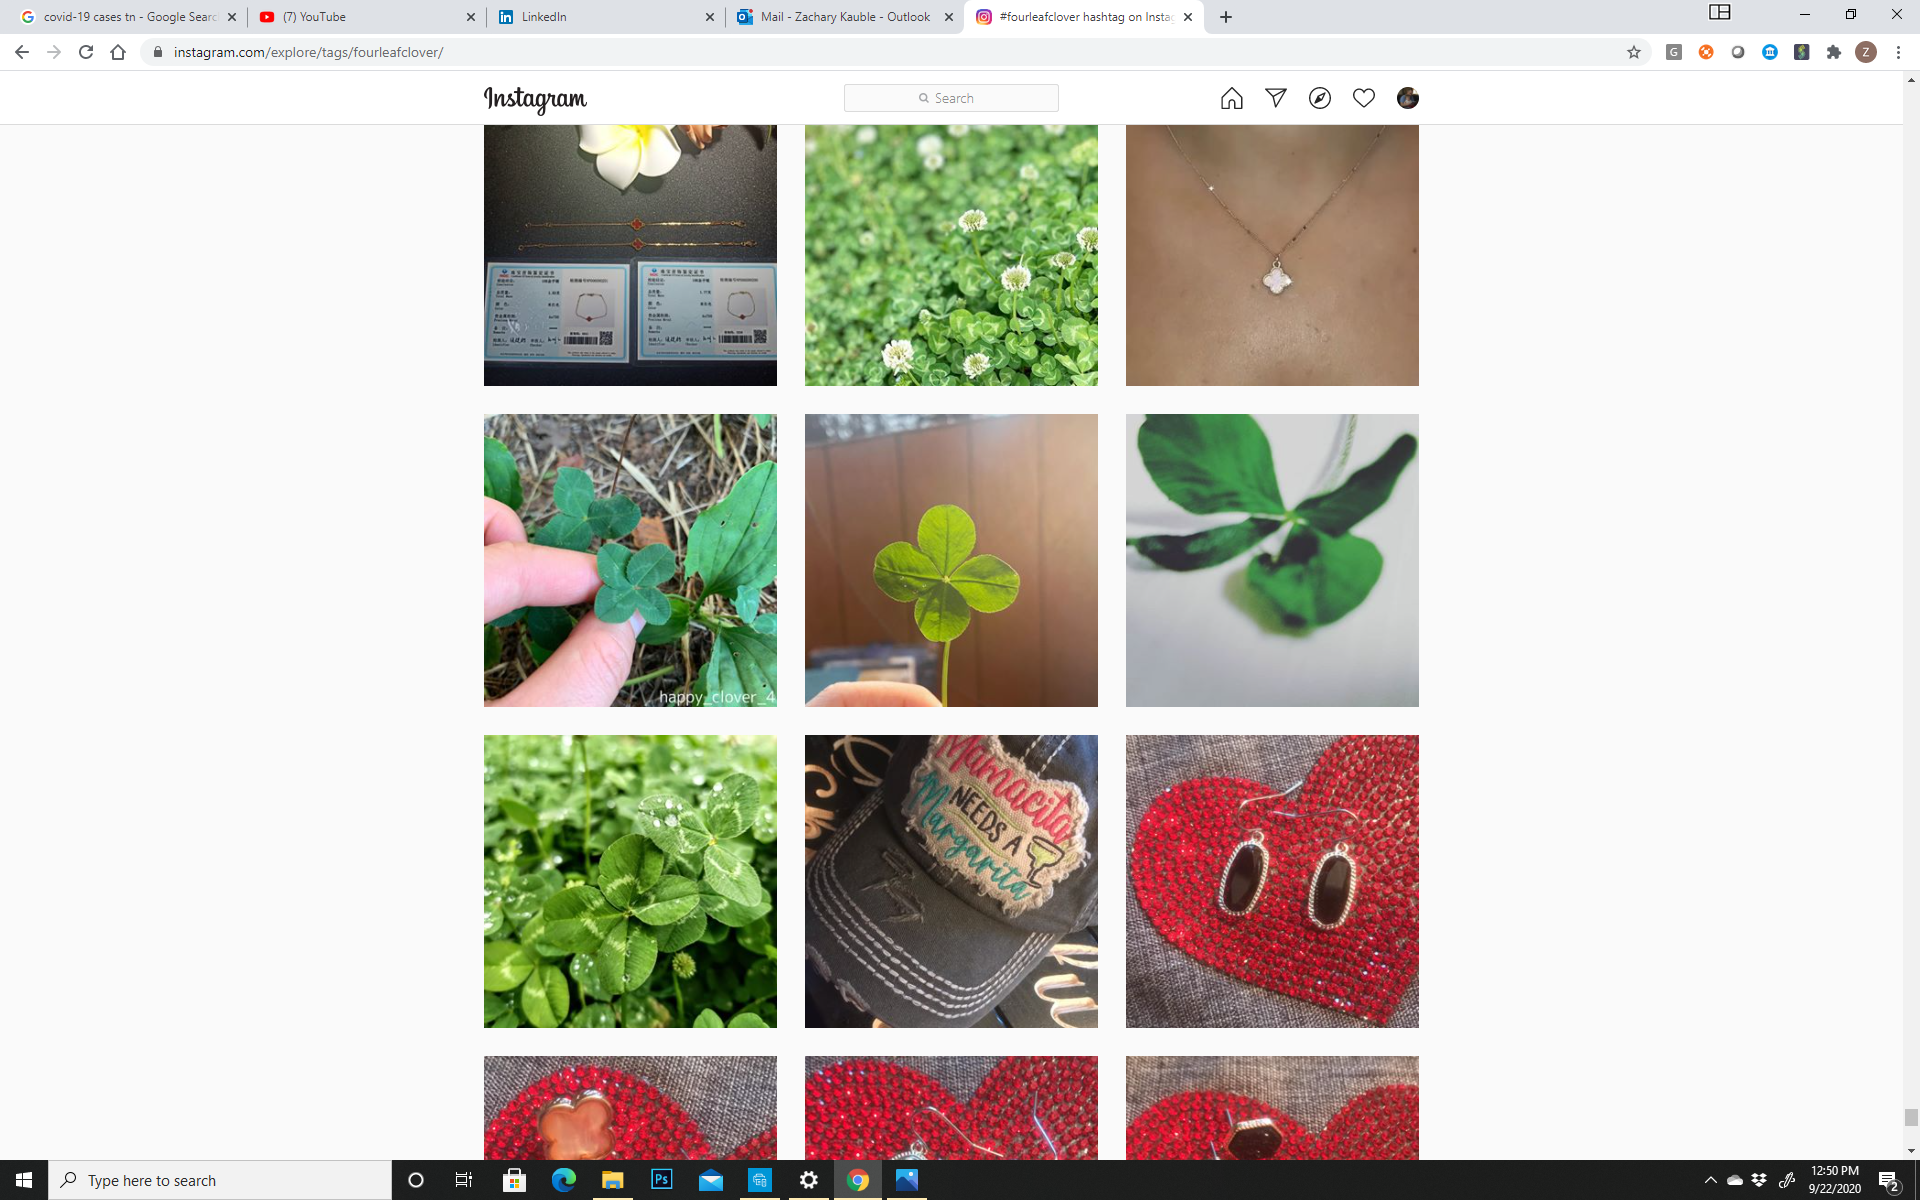 covid-19 cases tn - Google Searc
(7) YouTube
LinkedIn
Mail - Zachary Kauble - Outlook
#fourleafclover hashtag on Insta
instagram.com/explore/tags/fourleafclover/
G
Z
Instagram
Search
happy_clover_4
Mamacita
NEEDS A
Margarita
Type here to search
Ps
12:50 PM
9/22/2020
2